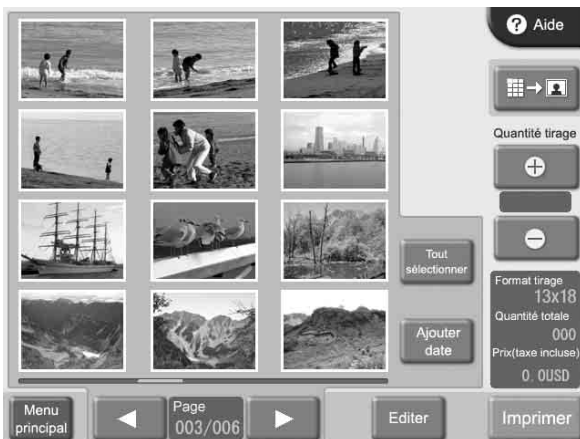 ? Aide
Quantité tirage
Tout
sélectionner
Format tirage
13x18
Quantité totale
000
Prix(taxe incluse)
0. 0USD
Ajouter
date
Menu
principal
Page
003/006
Editer
Imprimer